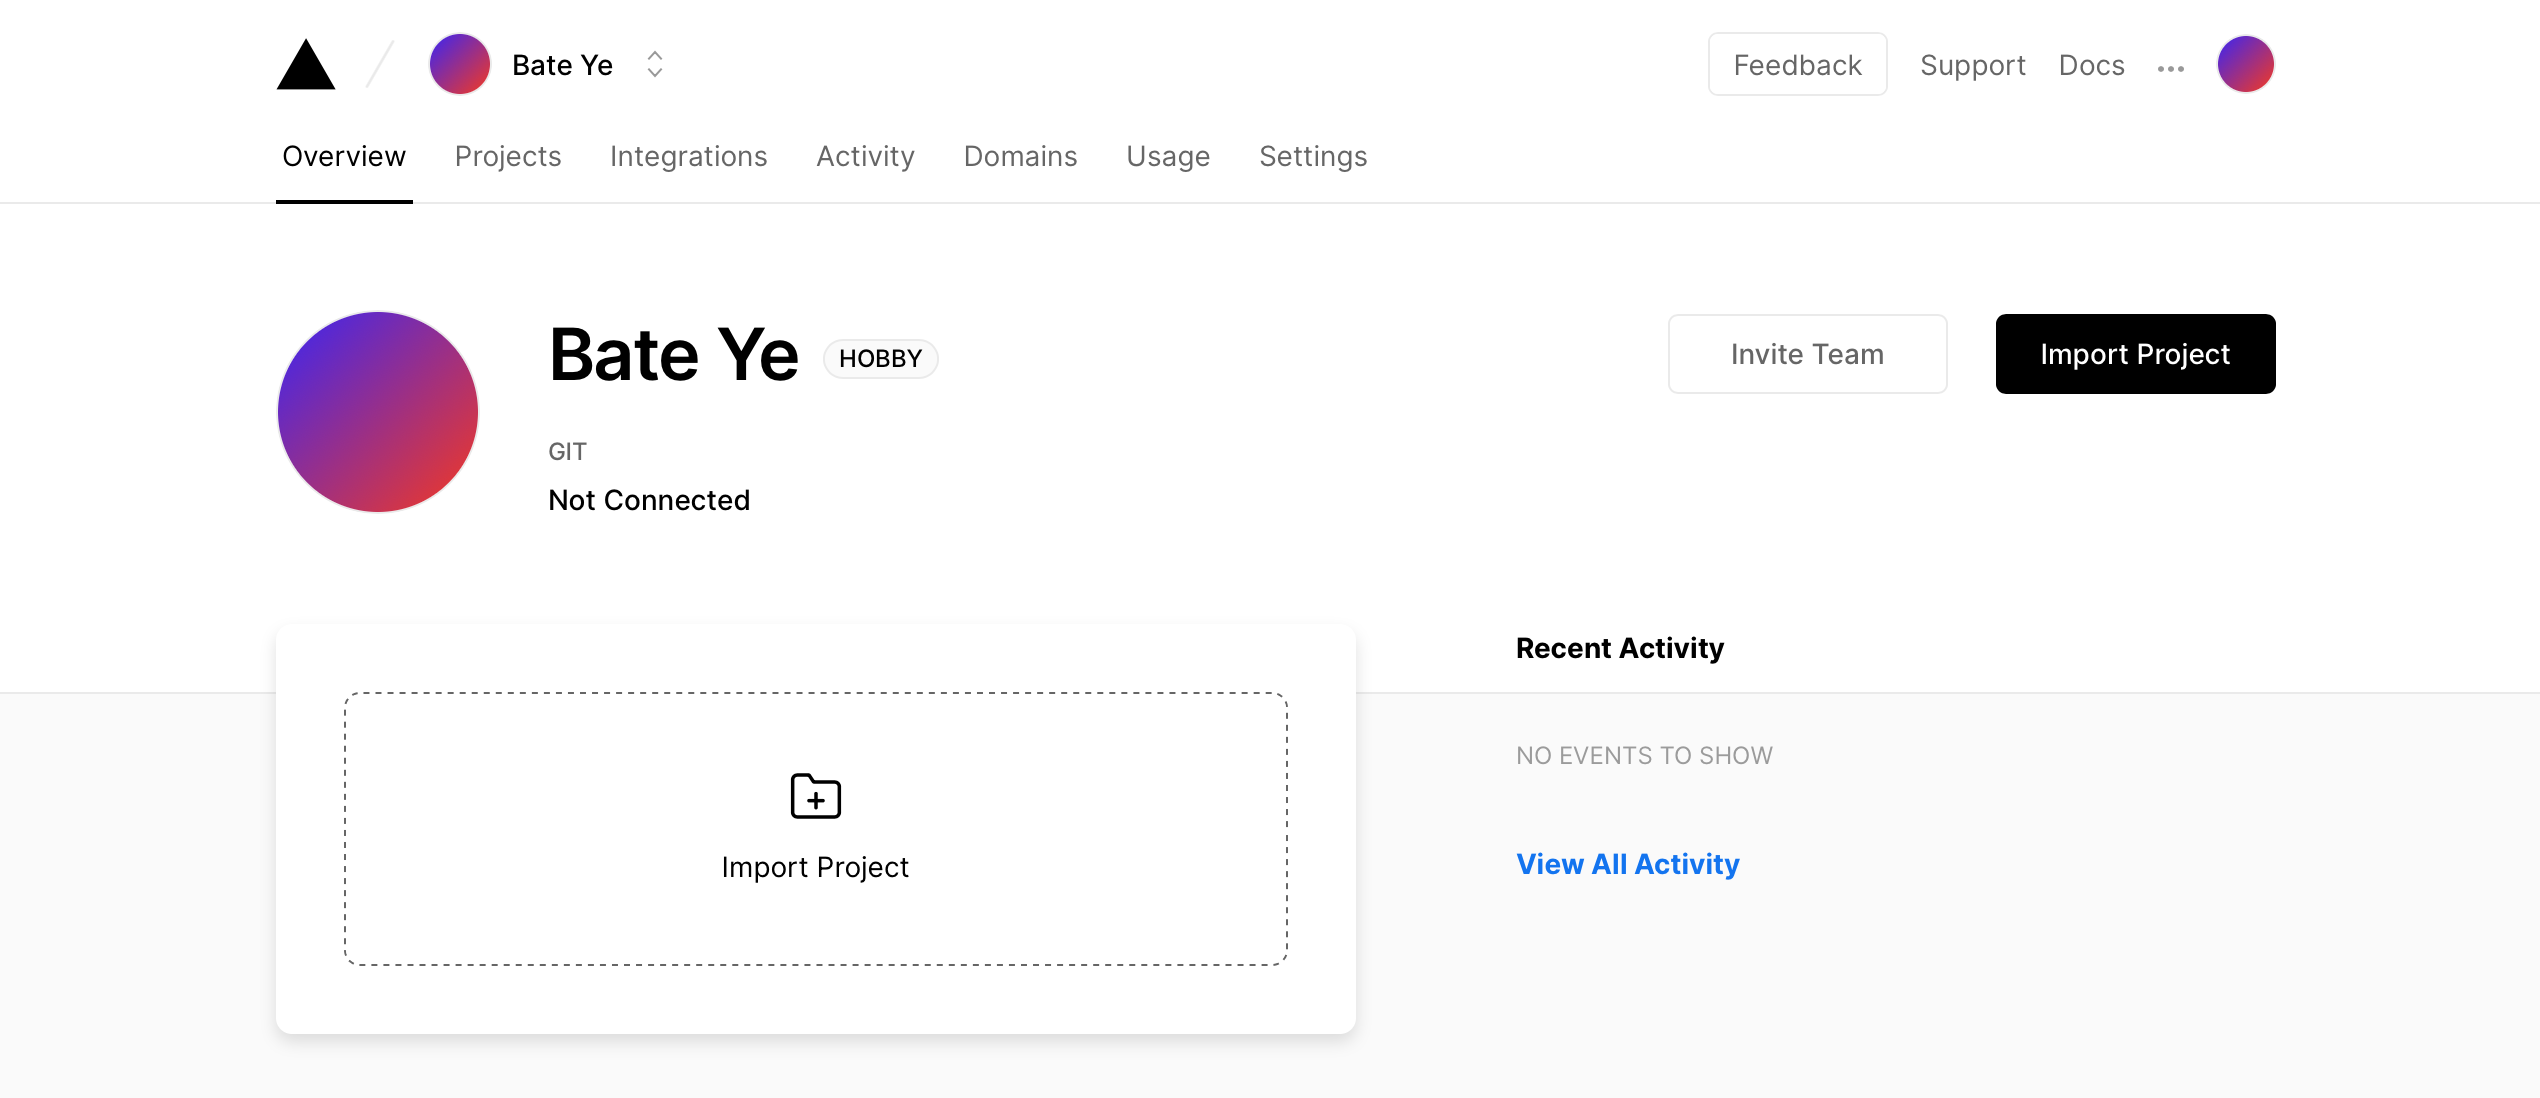 Bate Ye
Feedback Support Docs
Overview Projects Integrations Activity Domains Usage Settings
Bate Ye HOBBY
Invite Team Import Project
GIT
Not Connected
Recent Activity
NO EVENTS TO SHOW
Import Project
View All Activity